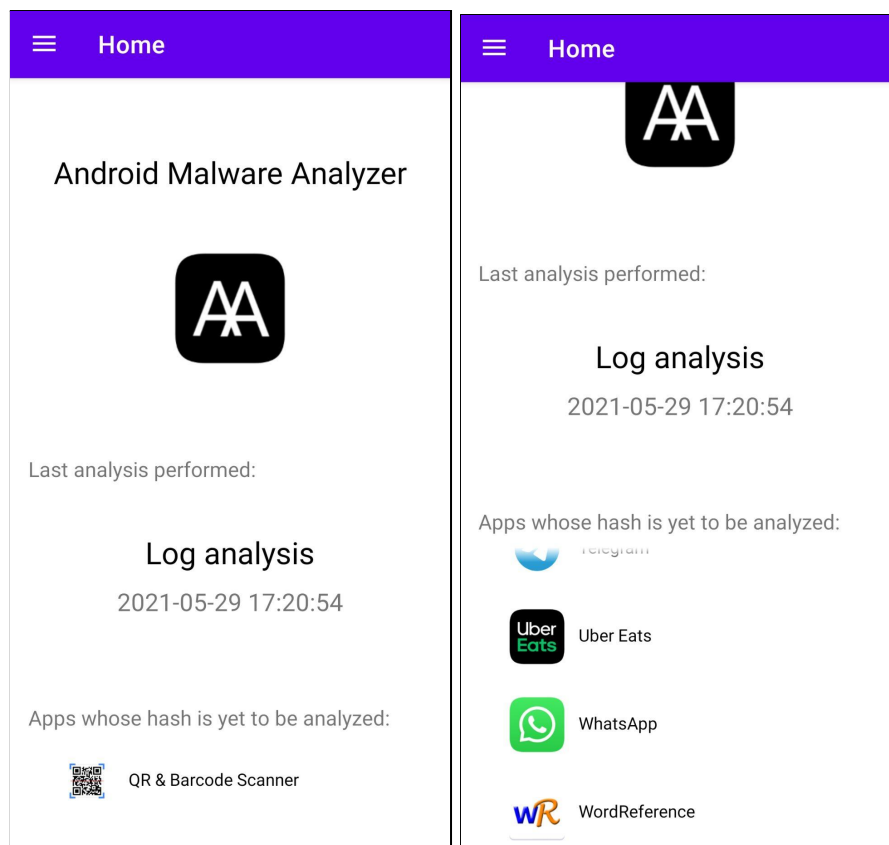 Home
Android Malware Analyzer
AA
Last analysis performed:
Log analysis
2021-05-29 17:20:54
Apps whose hash is yet to be analyzed:
QR & Barcode Scanner
Home
AA
Last analysis performed:
Log analysis
2021-05-29 17:20:54
Apps whose hash is yet to be analyzed:
Telegram
Uber
Eats
Uber Eats
WhatsApp
WR
WordReference